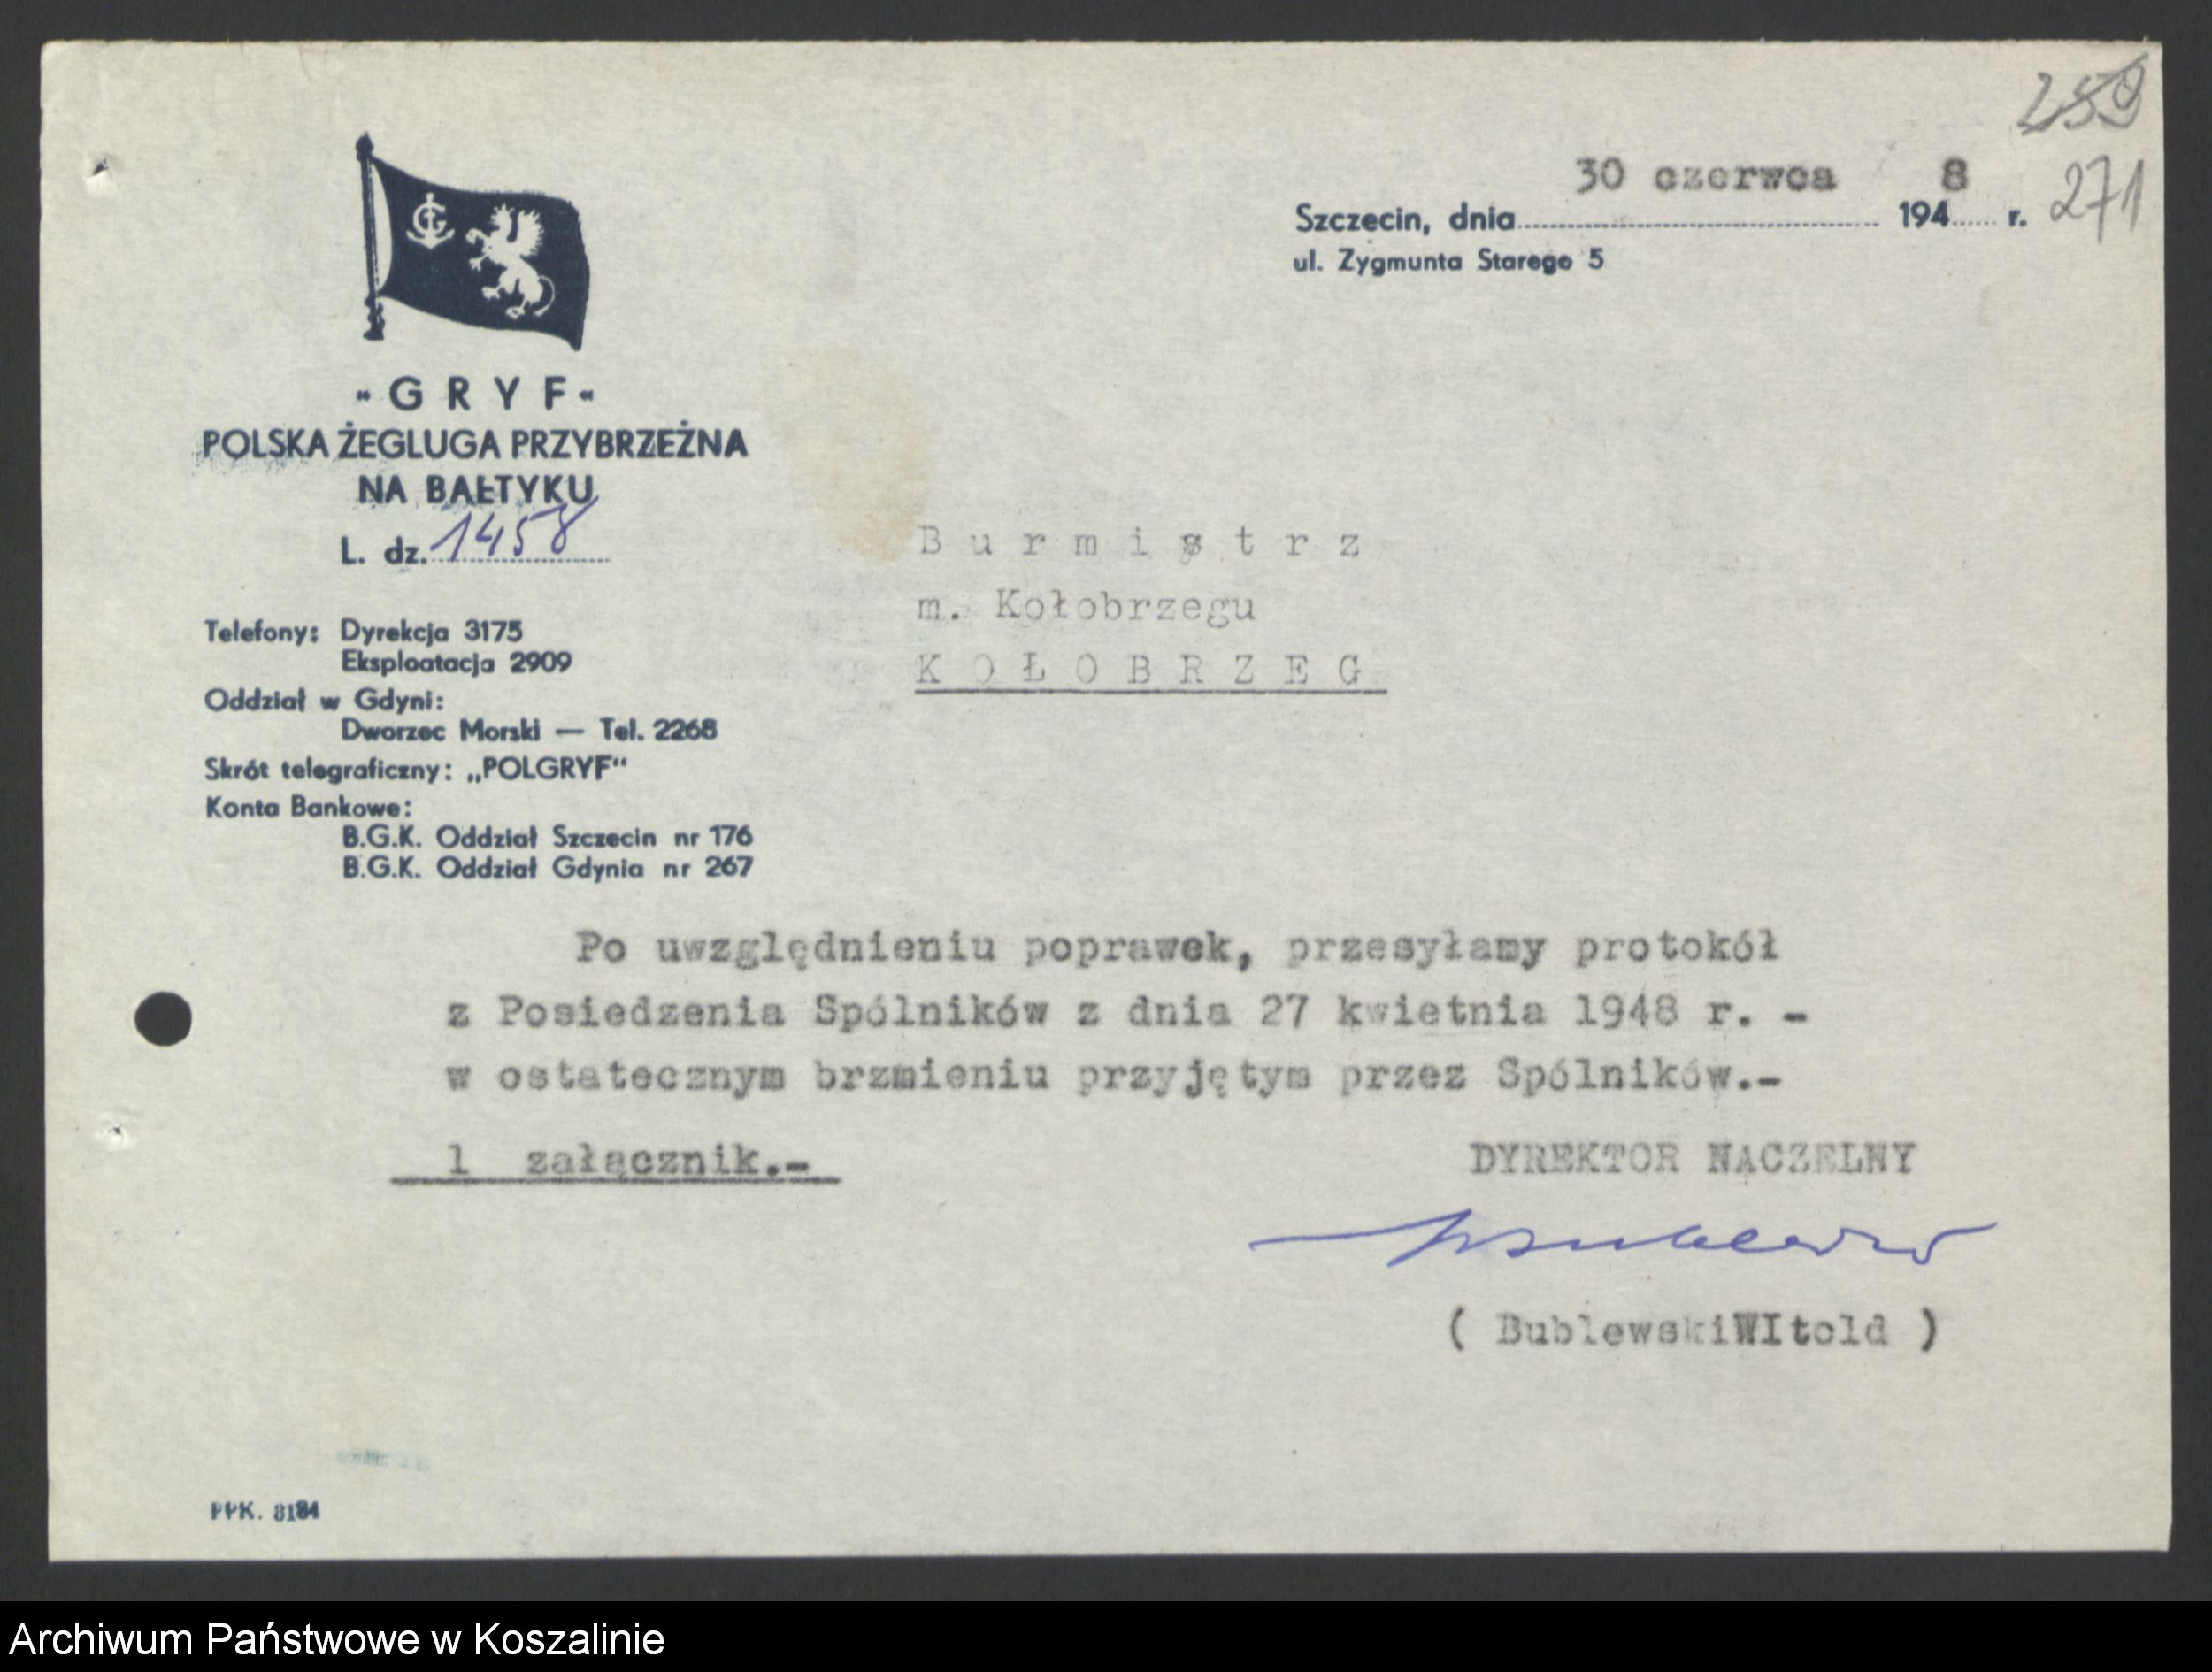 259
271
30 czerwca 8
Szczecin, dnia 194 r.
ul. Zygmunta Starego 5
"GRYF"
POLSKA ŻEGLUGA PRZYBRZEŻNA
NA BAŁTYKU
L. dz. 1458
Telefony: Dyrekcja 3175
Eksploatacja 2909
Oddział w Gdyni:
Dworzec Morski — Tel. 2268
Skrót telegraficzny: „POLGRYF“
Konta Bankowe:
B.G.K. Oddział Szczecin nr 176
B.G.K. Oddział Gdynia nr 267
Burmistrz
m. Kołobrzegu
KOŁOBRZEG
Po uwzględnieniu poprawek, przesyłamy protokół
z Posiedzenia Spólników z dnia 27 kwietnia 1948 r. -
w ostatecznym brzmieniu przyjętym przez Spólników.-
1 załącznik.-
DYREKTOR NACZELNY
( BublewskiWItold )
PPK. 8184
Archiwum Państwowe w Koszalinie